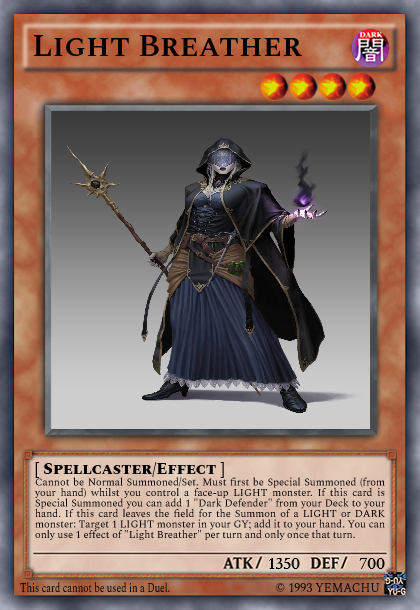 LIGHT BREATHER
DARK
闇
[ SPELLCASTER/EFFECT ]
Cannot be Normal Summoned/Set. Must first be Special Summoned (from
your hand) whilst you control a face-up LIGHT monster. If this card is
Special Summoned you can add 1 "Dark Defender" from your Deck to your
Hand. If this card leaves the field for the Summon of a LIGHT or DARK
monster: Target 1 LIGHT monster in your GY; add it to your hand. You can
only use 1 effect of "Light Breather" per turn and only once that turn.
ATK/ 1350 DEF/ 700
This card cannot be used in a Duel.
© 1993 YEMACHU